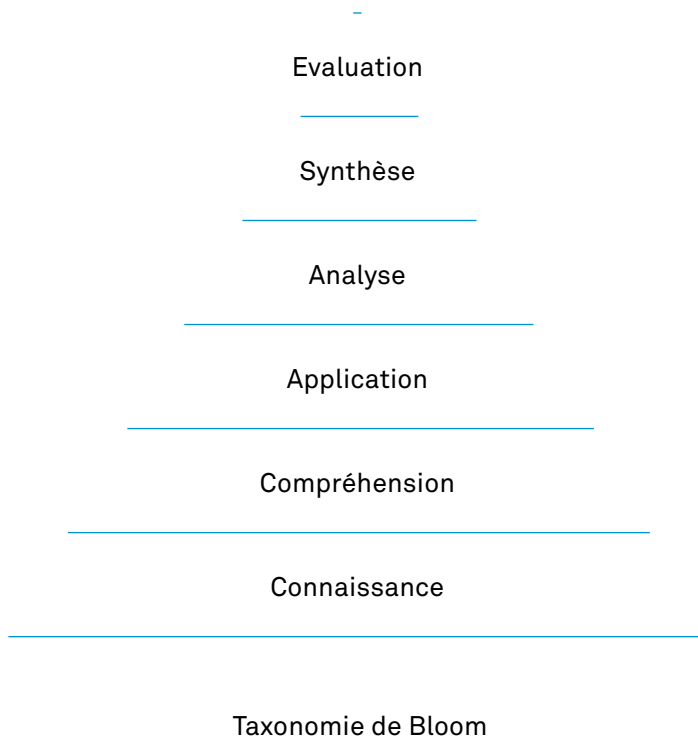 Evaluation
Synthèse
Analyse
Application
Compréhension
Connaissance
Taxonomie de Bloom